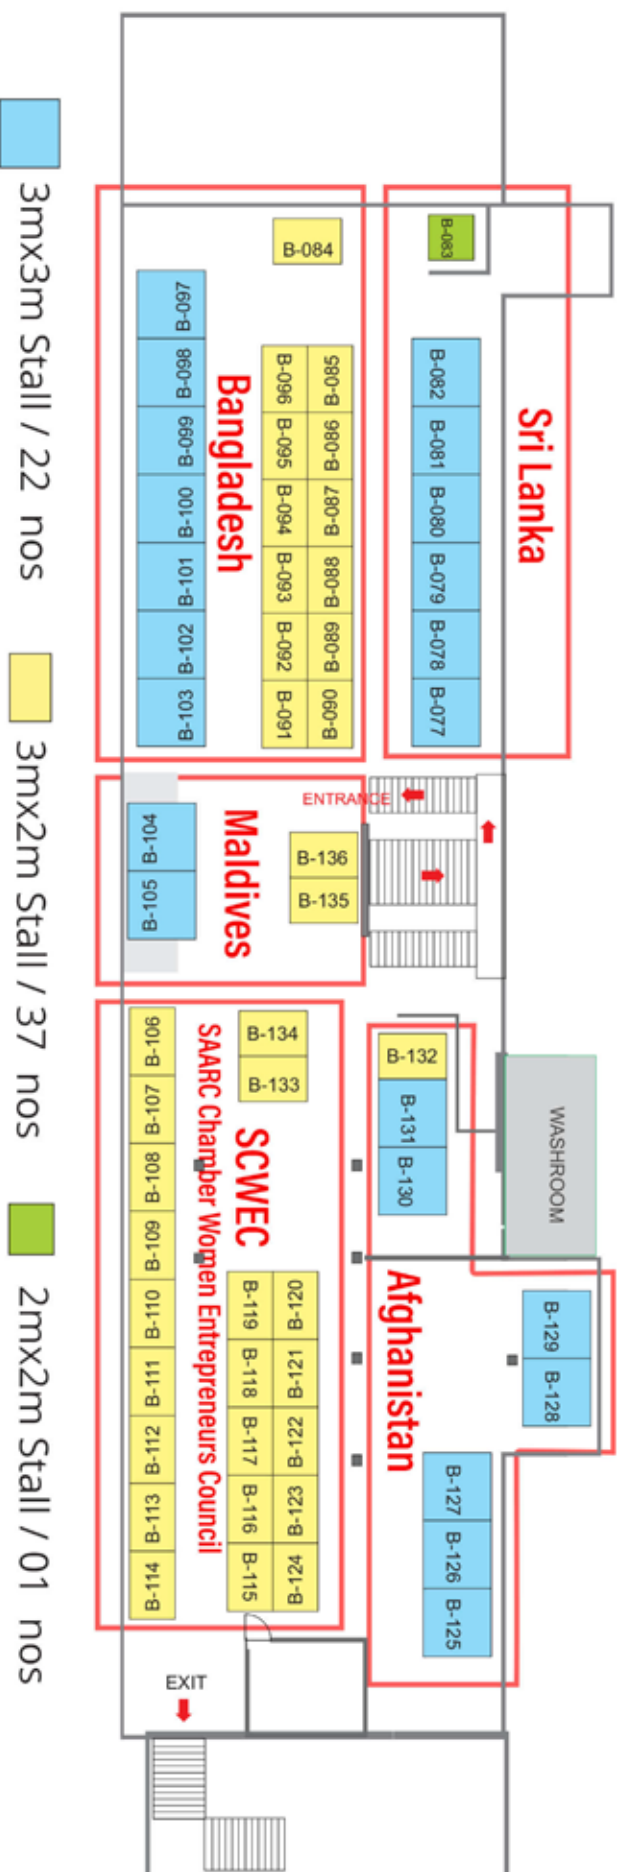 Sri Lanka
B-083
B-082
B-081
B-080
B-079
B-078
B-077
Bangladesh
B-084
B-085
B-086
B-087
B-088
B-089
B-090
B-096
B-095
B-094
B-093
B-092
B-091
B-097
B-098
B-099
B-100
B-101
B-102
B-103
ENTRANCE
Maldives
B-136
B-135
B-104
B-105
WASHROOM
Afghanistan
B-132
B-131
B-130
B-129
B-128
B-127
B-126
B-125
SCWEC
SAARC Chamber Women Entrepreneurs Council
B-134
B-133
B-120
B-121
B-122
B-123
B-124
B-119
B-118
B-117
B-116
B-115
B-106
B-107
B-108
B-109
B-110
B-111
B-112
B-113
B-114
EXIT
3mx3m Stall / 22 nos
3mx2m Stall / 37 nos
2mx2m Stall / 01 nos